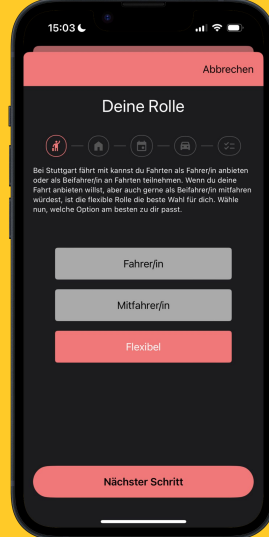 15:03
Abbrechen
Deine Rolle
Bei Stuttgart fährt mit kannst du Fahrten als Fahrer/in anbieten
oder als Beifahrer/in an Fahrten teilnehmen. Wenn du deine
Fahrt anbieten willst, aber auch gerne als Beifahrer/in mitfahren
würdest, ist die flexible Rolle die beste Wahl für dich. Wähle
nun, welche Option am besten zu dir passt.
Fahrer/in
Mitfahrer/in
Flexibel
Nächster Schritt